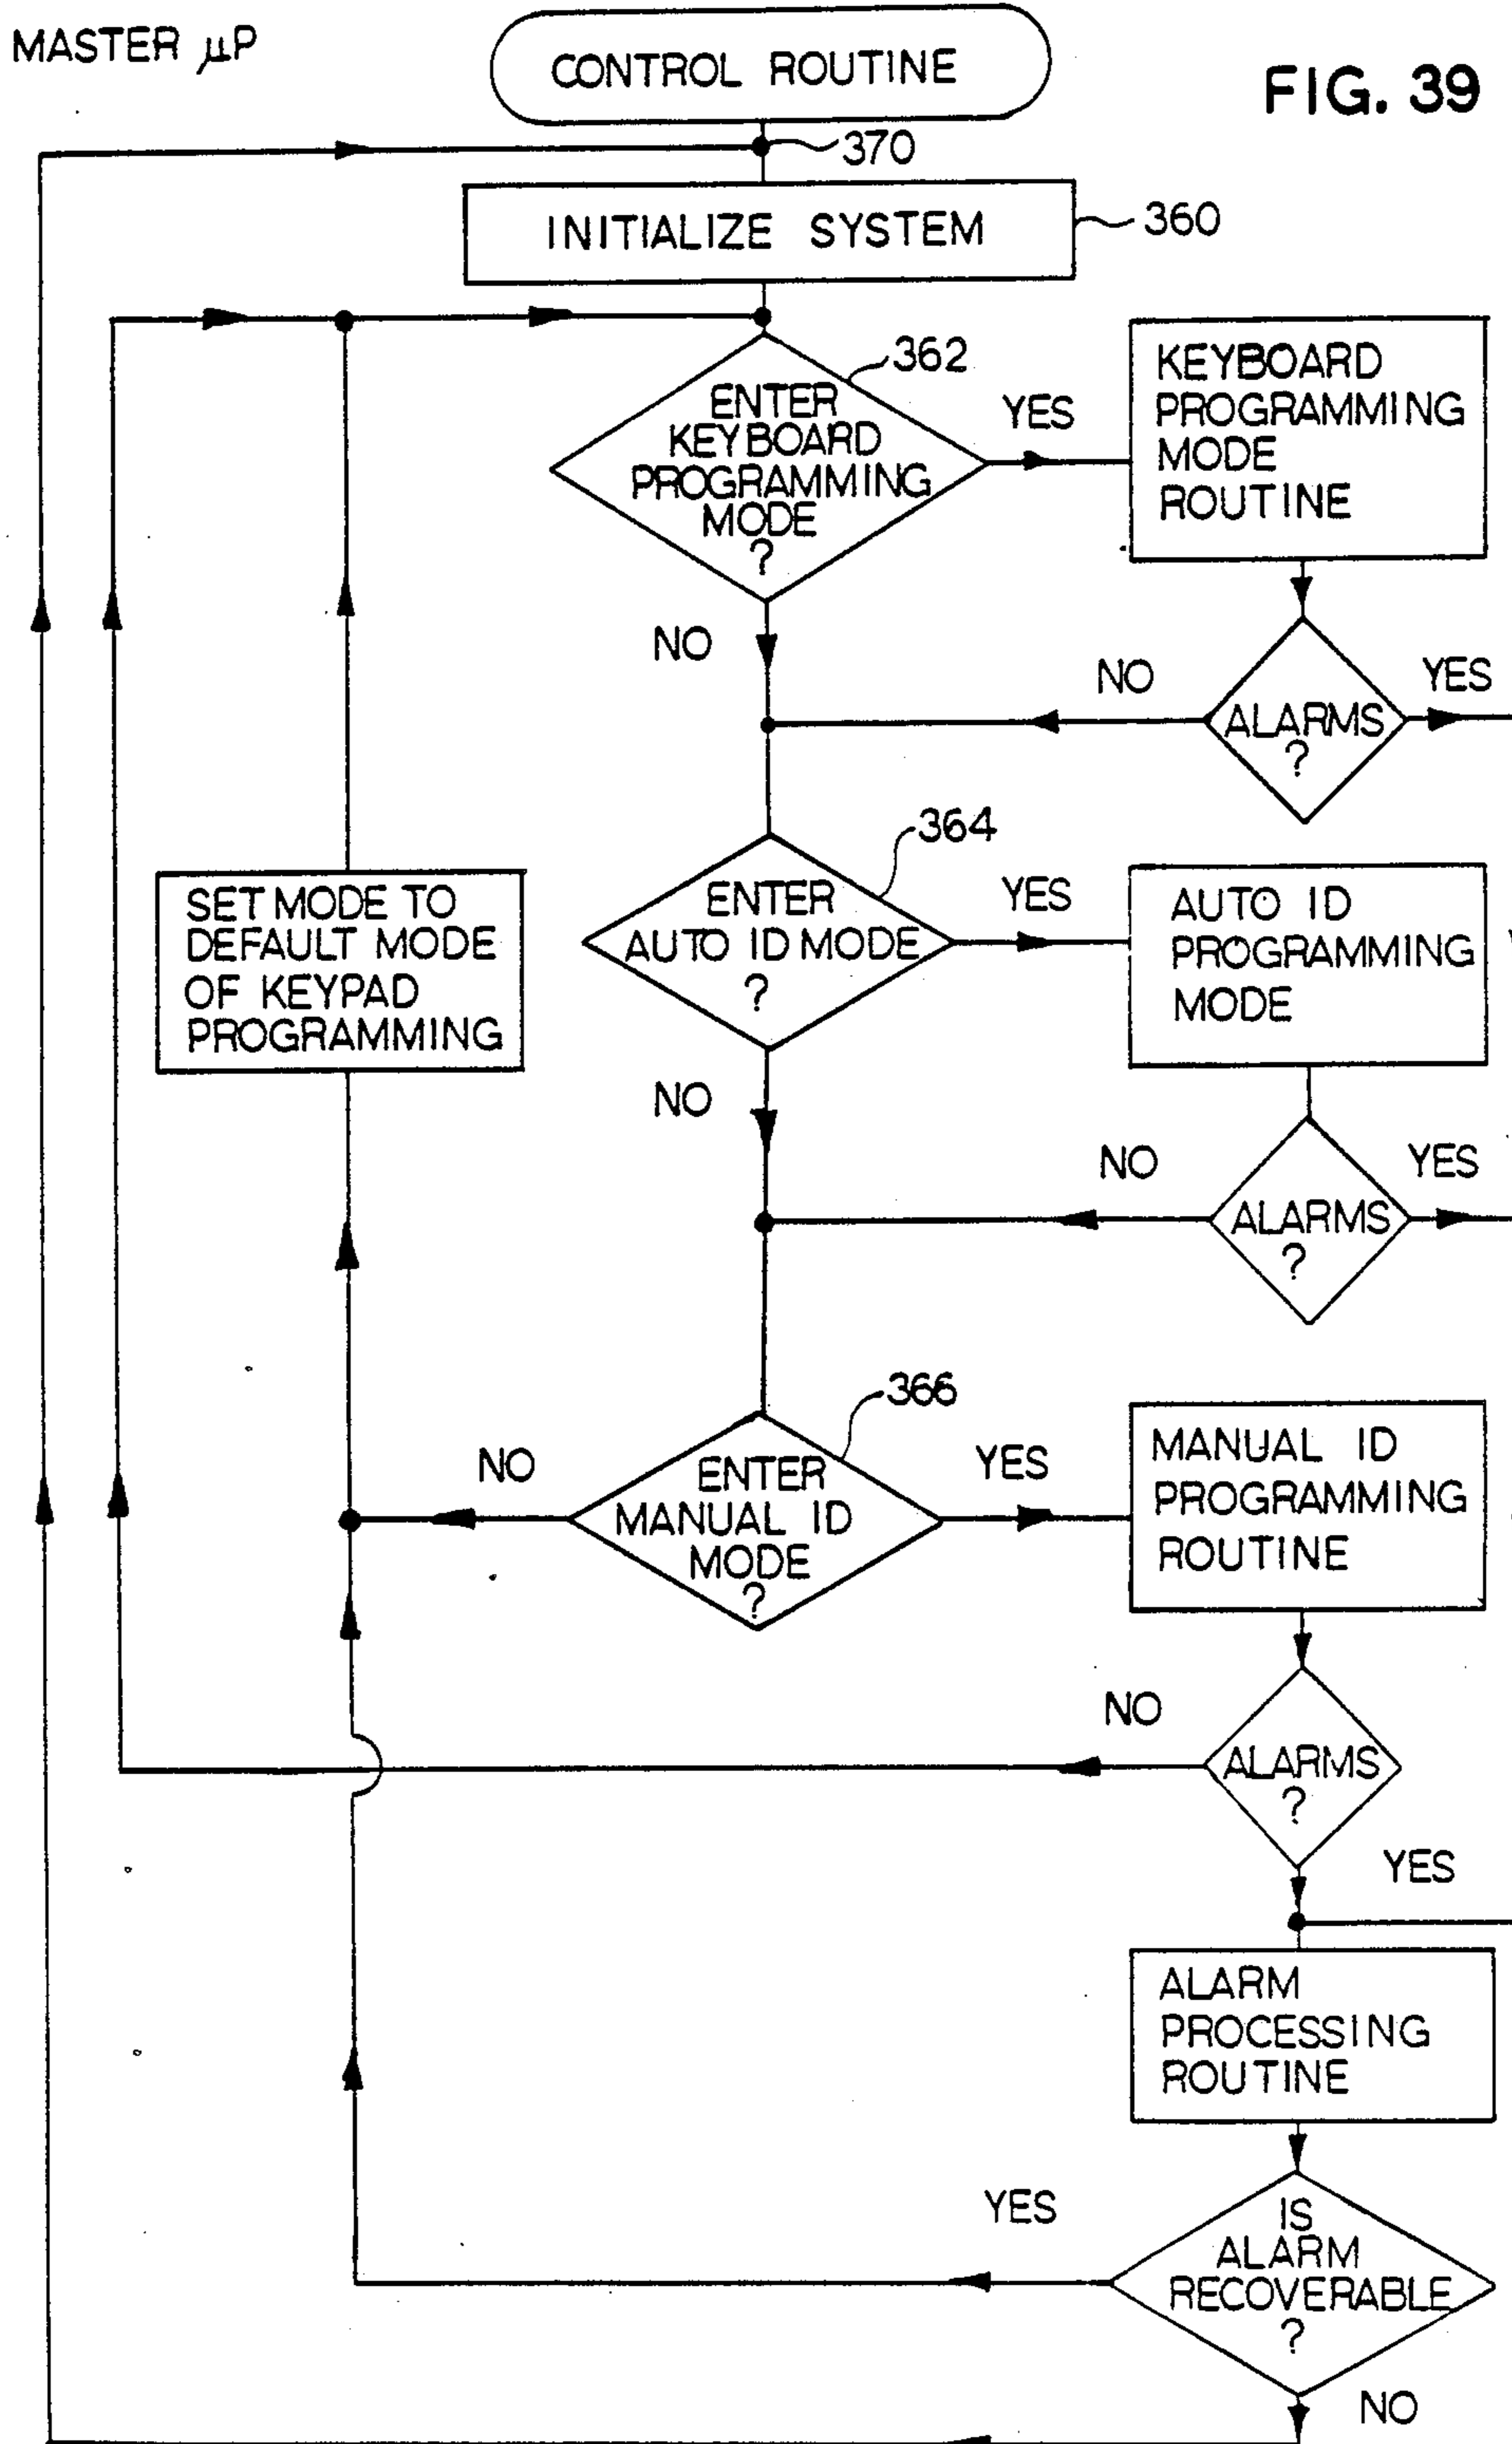 MASTER μP
CONTROL ROUTINE
FIG. 39
370
INITIALIZE SYSTEM
360
362
ENTER
KEYBOARD
PROGRAMMING
MODE
?
YES
KEYBOARD
PROGRAMMING
MODE
ROUTINE
NO
NO
ALARMS
?
YES
364
SET MODE TO
DEFAULT MODE
OF KEYPAD
PROGRAMMING
ENTER
AUTO ID MODE
?
YES
AUTO ID
PROGRAMMING
MODE
NO
NO
ALARMS
?
YES
366
NO
ENTER
MANUAL ID
MODE
?
YES
MANUAL ID
PROGRAMMING
ROUTINE
NO
ALARMS
?
YES
ALARM
PROCESSING
ROUTINE
YES
IS
ALARM
RECOVERABLE
?
NO